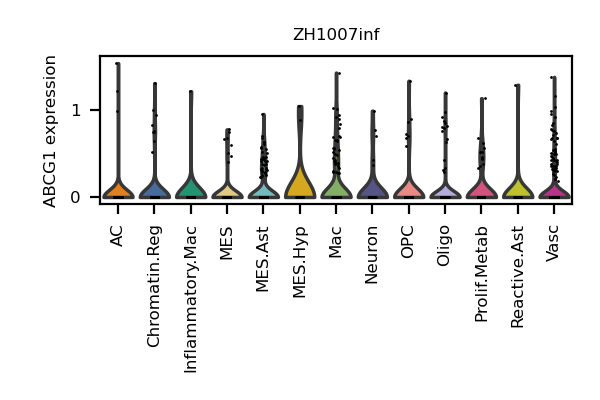 ZH1007inf
ABCG1 expression
1
0
AC
Chromatin.Reg
Inflammatory.Mac
MES
MES.Ast
MES.Hyp
Mac
Neuron
OPC
Oligo
Prolif.Metab
Reactive.Ast
Vasc